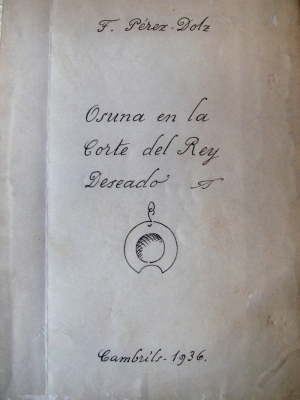 F. Pérez-Dolz
Osuna en la
Corte del Rey
Deseado
Cambrils-1936.